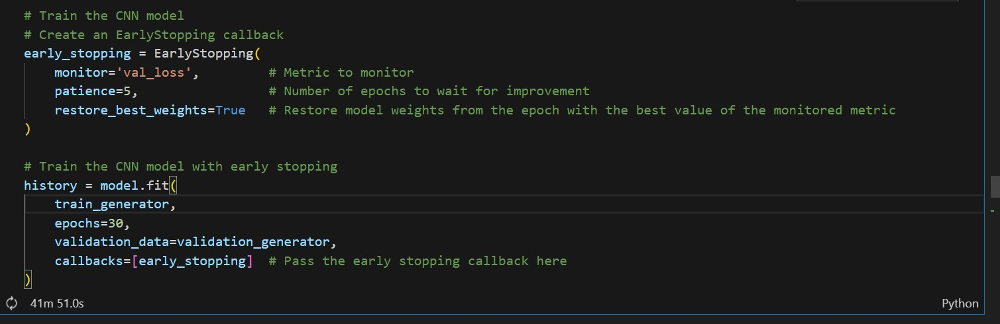 # Train the CNN model
# Create an EarlyStopping callback
early_stopping = EarlyStopping(
    monitor='val_loss',         # Metric to monitor
    patience=5,                 # Number of epochs to wait for improvement
    restore_best_weights=True   # Restore model weights from the epoch with the best value of the monitored metric
)

# Train the CNN model with early stopping
history = model.fit(
    train_generator,
    epochs=30,
    validation_data=validation_generator,
    callbacks=[early_stopping]  # Pass the early stopping callback here
)
41m 51.0s
Python